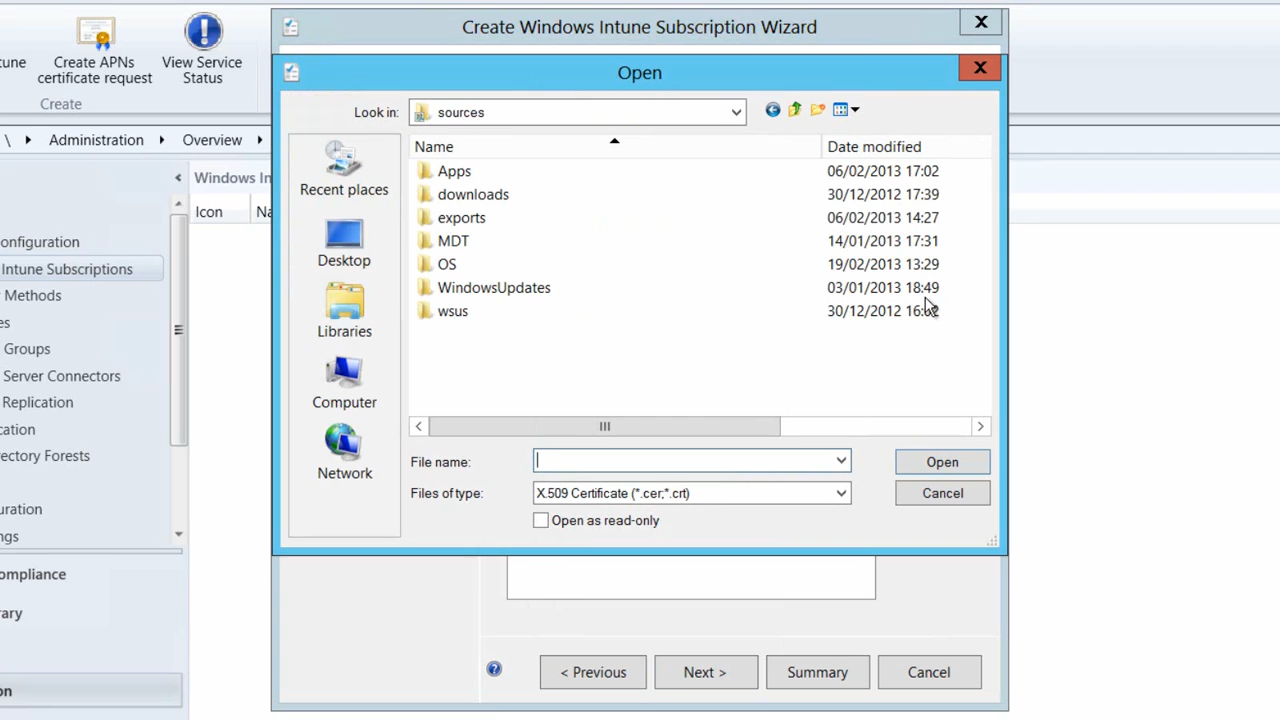 Create Windows Intune Subscription Wizard
X
tune
Create APNs
certificate request
View Service
Status
Create
Open
X
Look in:
sources
\ Administration Overview
Windows In
Icon
Na
onfiguration
Intune Subscriptions
Methods
es
Groups
Server Connectors
Replication
cation
ectory Forests
uration
ngs
ompliance
rary
on
Recent places
Desktop
Libraries
Computer
Network
Name Date modified
Apps 06/02/2013 17:02
downloads 30/12/2012 17:39
exports 06/02/2013 14:27
MDT 14/01/2013 17:31
OS 19/02/2013 13:29
WindowsUpdates 03/01/2013 18:49
wsus 30/12/2012
File name:
Open
Files of type:
X.509 Certificate (*.cer;*.crt)
Cancel
Open as read-only
?
< Previous
Next >
Summary
Cancel